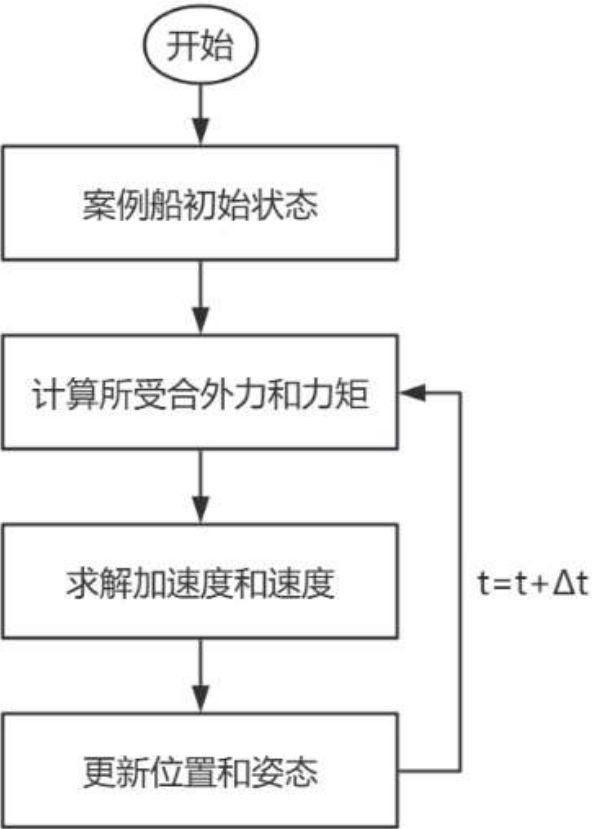 开始
案例船初始状态
计算所受合外力和力矩
求解加速度和速度
t=t+Δt
更新位置和姿态